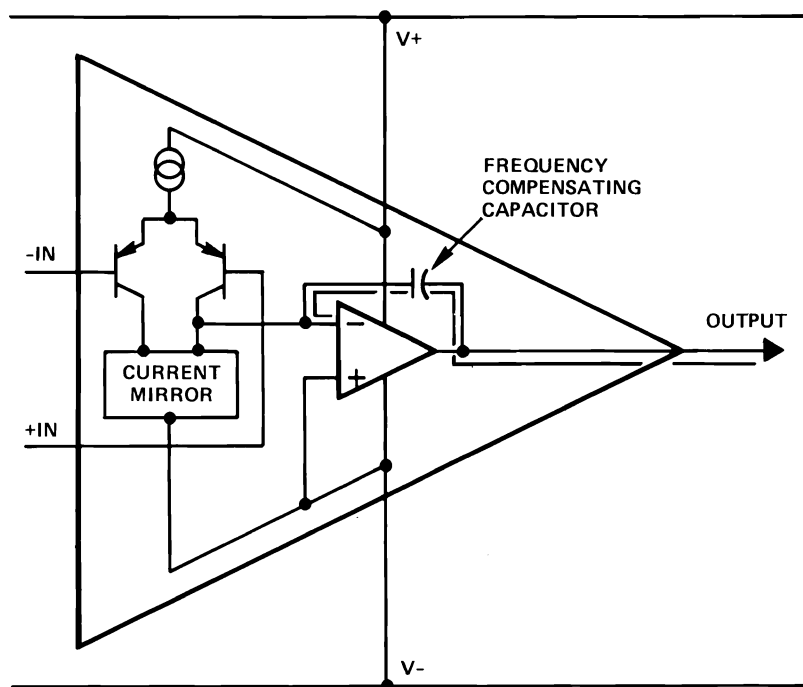 V+
FREQUENCY
COMPENSATING
CAPACITOR
-IN
OUTPUT
CURRENT
MIRROR
+IN
V-